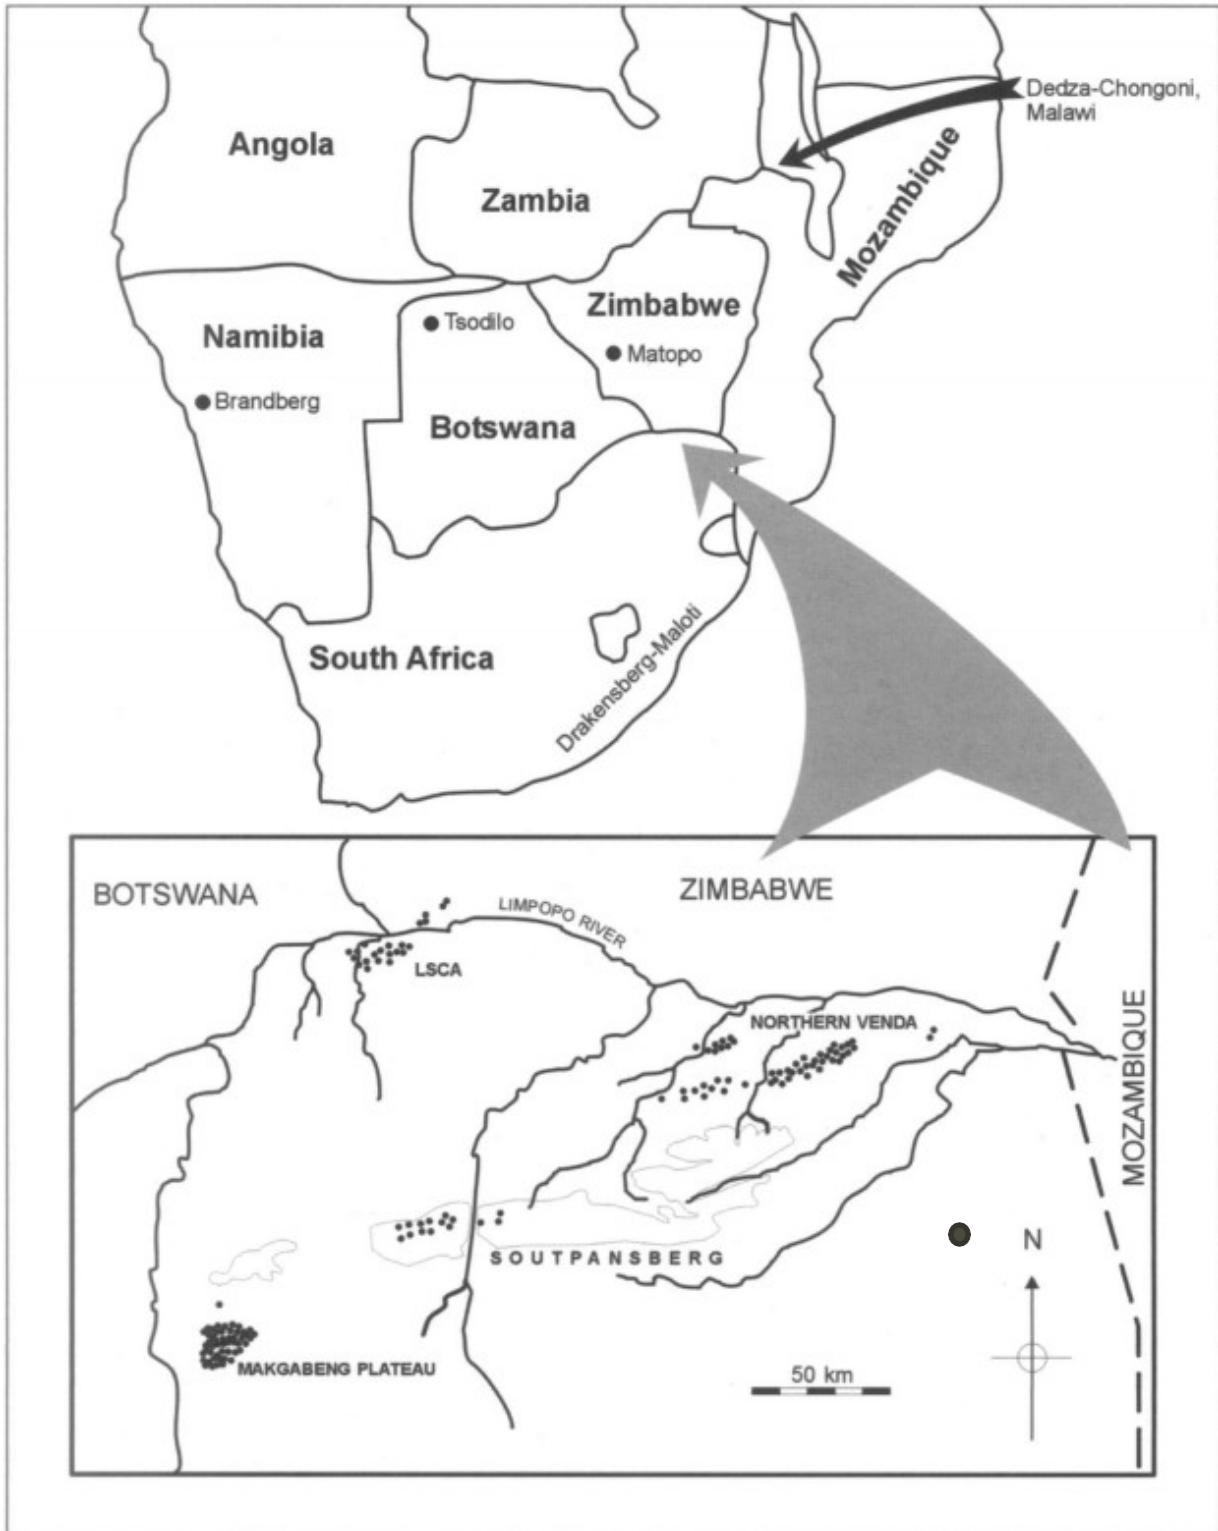 Dedza-Chongoni,
Malawi
Angola
Zambia
Mozambique
Zimbabwe
Tsodilo
Namibia
Matopo
Brandberg
Botswana
South Africa
Drakensberg-Maloti
BOTSWANA
ZIMBABWE
LIMPOPO RIVER
LSCA
NORTHERN VENDA
MOZAMBIQUE
SOUTPANSBERG
N
MAKGABENG PLATEAU
50 km